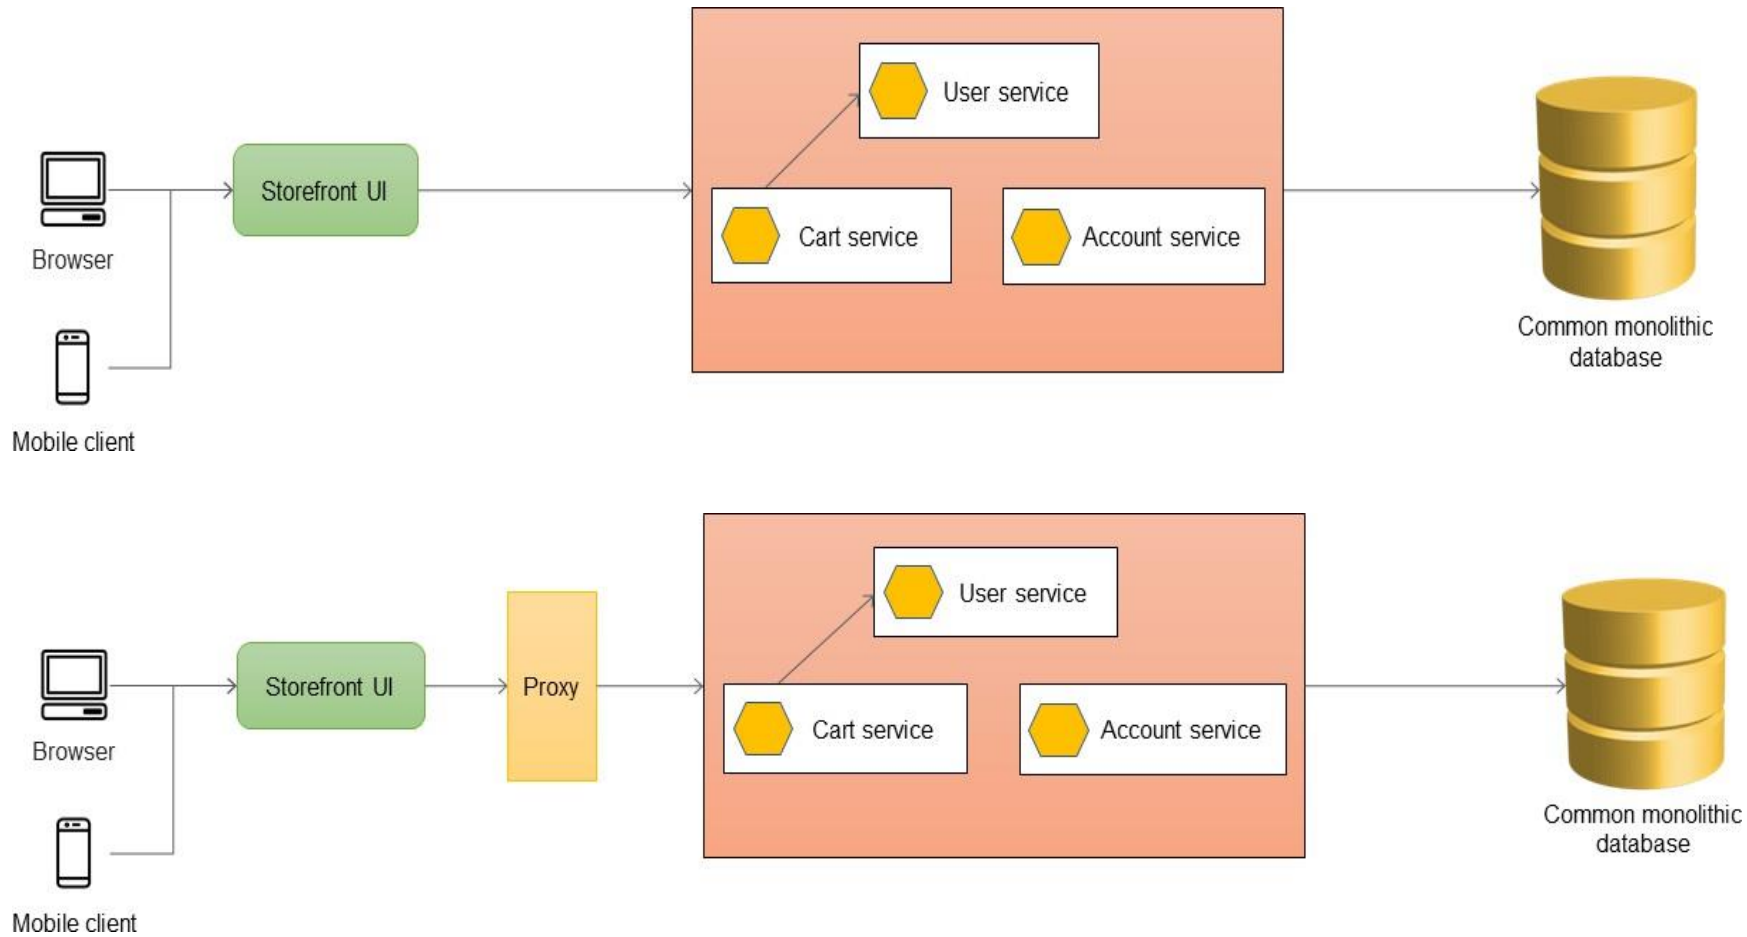 User service
Storefront UI
Cart service
Account service
Browser
Common monolithic
database
Mobile client
User service
Storefront UI
Proxy
Cart service
Account service
Browser
Common monolithic
database
Mobile client